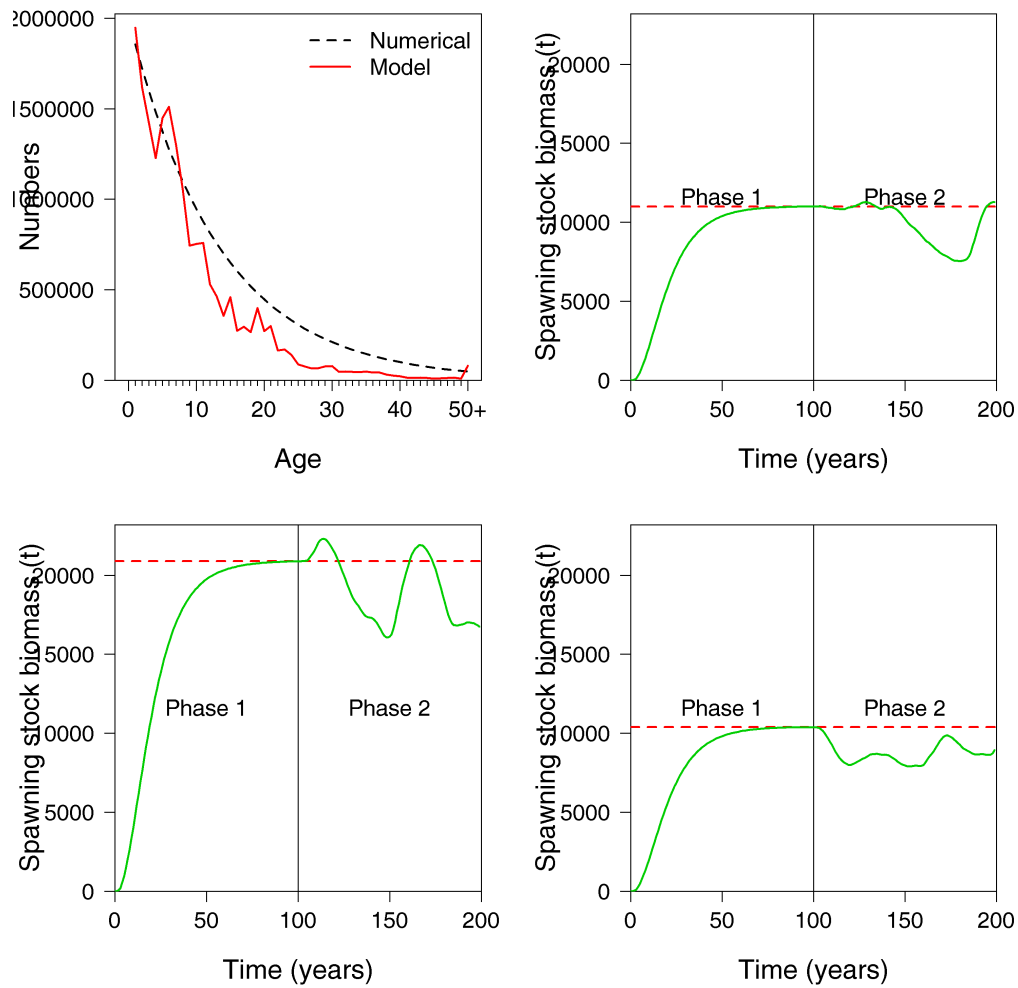 2000000
1500000
1000000
500000
0
Numbers
Numerical
Model
0 10 20 30 40 50+
Age
20000
15000
10000
5000
0
Spawning stock biomass (t)
Phase 1 Phase 2
0 50 100 150 200
Time (years)
20000
15000
10000
5000
0
Spawning stock biomass (t)
Phase 1 Phase 2
0 50 100 150 200
Time (years)
20000
15000
10000
5000
0
Spawning stock biomass (t)
Phase 1 Phase 2
0 50 100 150 200
Time (years)